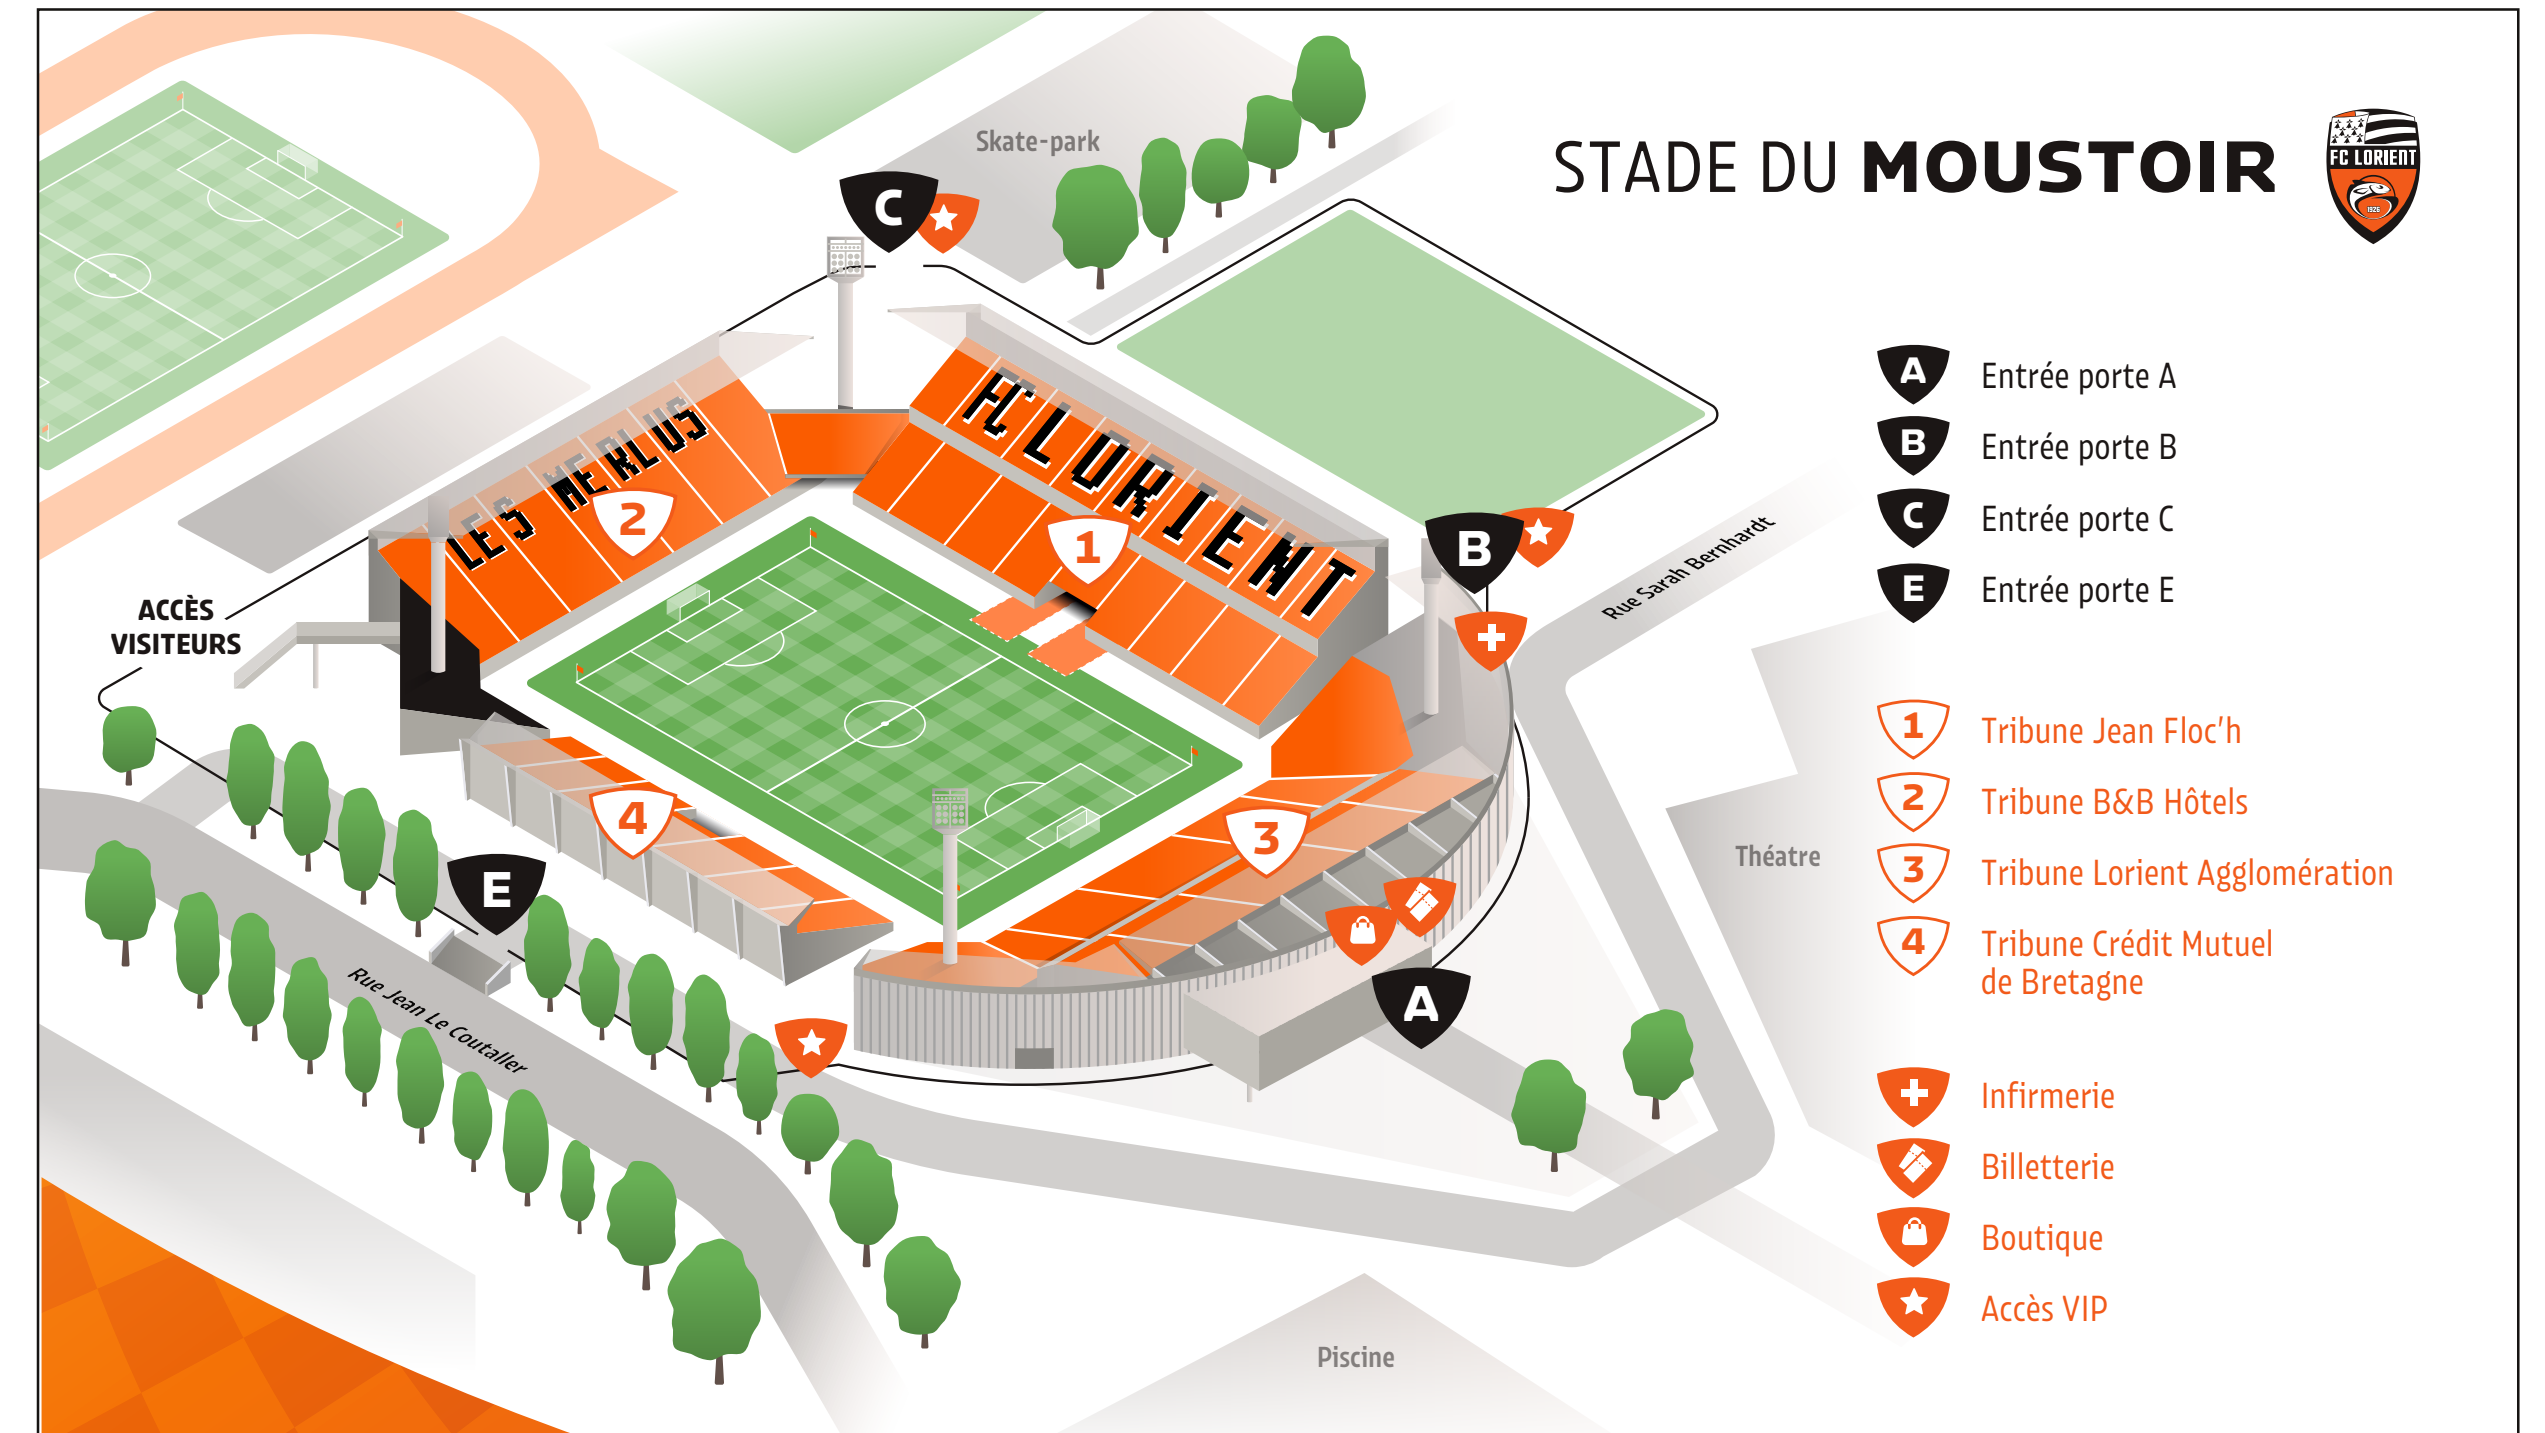 STADE DU MOUSTOIR
FC LORIENT
1926
Skate-park
C
LES MERLUS
FC LORIENT
2
1
B
Rue Sarah Bernhardt
ACCÈS
VISITEURS
4
3
Théatre
E
A
Rue Jean Le Coutaller
Piscine
A Entrée porte A
B Entrée porte B
C Entrée porte C
E Entrée porte E
1 Tribune Jean Floc'h
2 Tribune B&B Hôtels
3 Tribune Lorient Agglomération
4 Tribune Crédit Mutuel
de Bretagne
Infirmerie
Billetterie
Boutique
Accès VIP